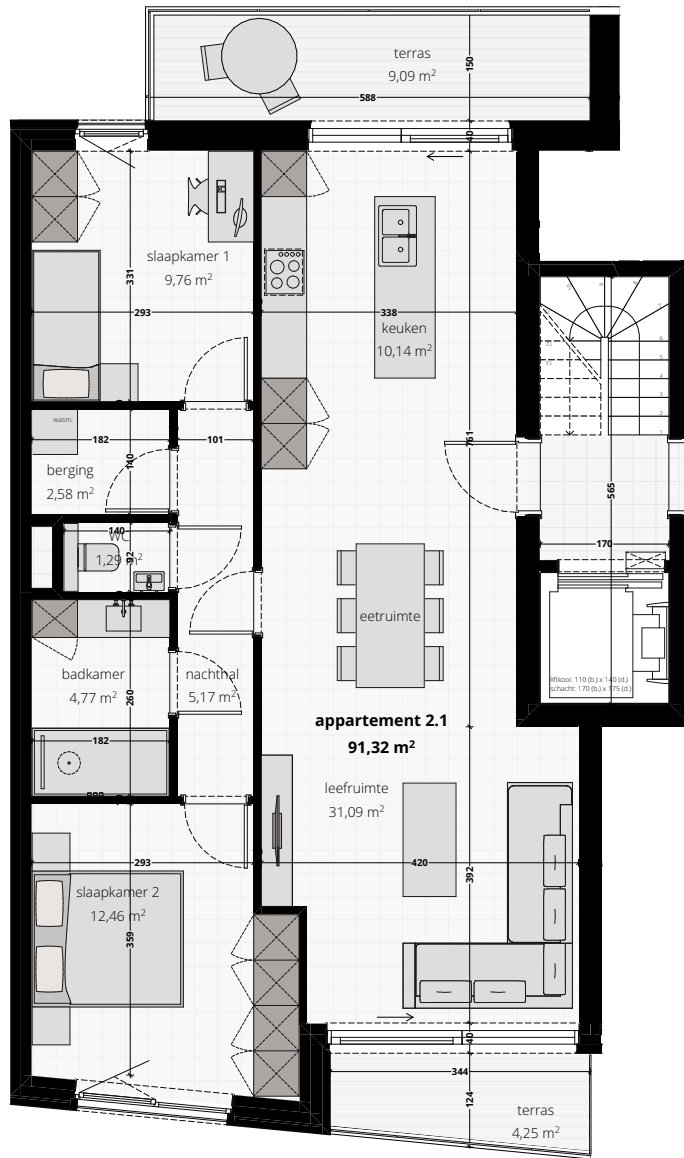 terras
9,09 m²
150
588
40
slaapkamer 1
9,76 m²
331
293
338
keuken
10,14 m²
761
wasm.
182
101
140
berging
2,58 m²
565
170
140
WC
92
1,29 m²
eetruimte
badkamer
4,77 m²
nachthal
5,17 m²
260
182
liftkooi: 110 (b.) x 140 (d.)
schacht: 170 (b.) x 175 (d.)
appartement 2.1
91,32 m²
leefruimte
31,09 m²
293
420
392
slaapkamer 2
12,46 m²
359
40
344
124
terras
4,25 m²